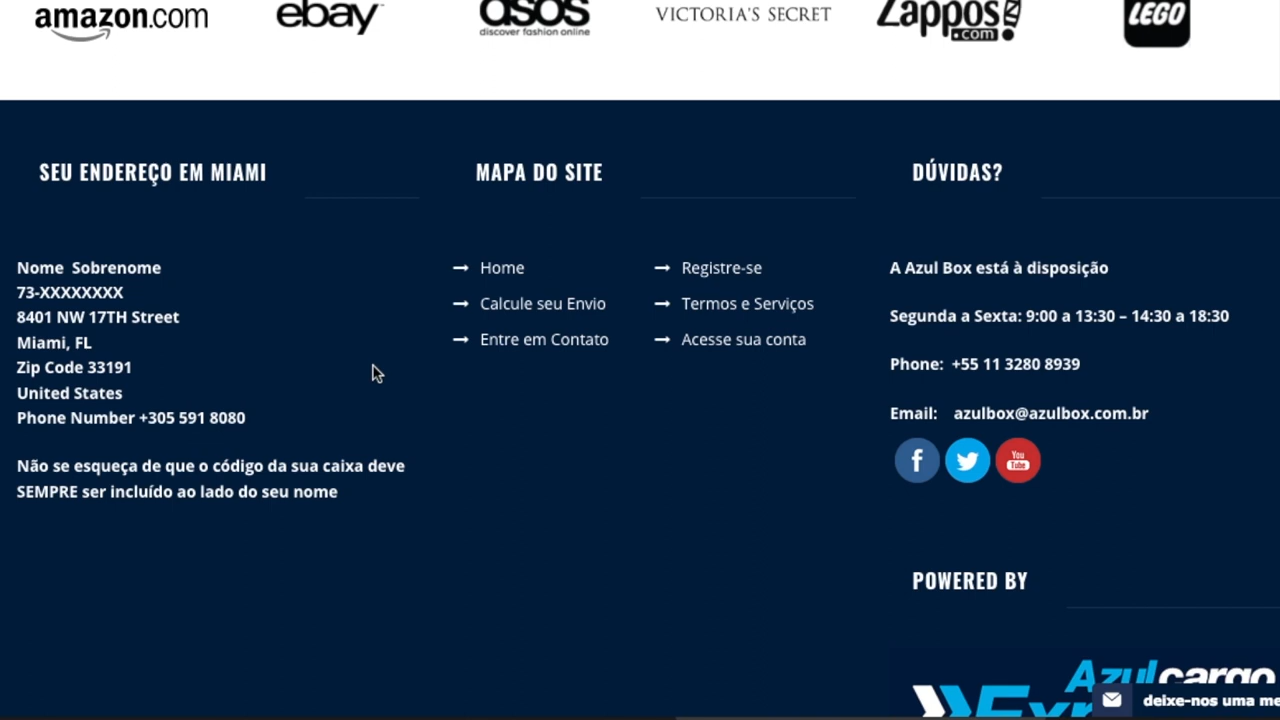 amazon.com
ebay
asos
discover fashion online
VICTORIA'S SECRET
Zappos
.com
LEGO
SEU ENDEREÇO EM MIAMI
Nome Sobrenome
73-XXXXXXXX
8401 NW 17TH Street
Miami, FL
Zip Code 33191
United States
Phone Number +305 591 8080
Não se esqueça de que o código da sua caixa deve
SEMPRE ser incluído ao lado do seu nome
MAPA DO SITE
Home
Calcule seu Envio
Entre em Contato
Registre-se
Termos e Serviços
Acesse sua conta
DÚVIDAS?
A Azul Box está à disposição
Segunda a Sexta: 9:00 a 13:30 – 14:30 a 18:30
Phone: +55 11 3280 8939
Email: azulbox@azulbox.com.br
You
Tube
POWERED BY
Azulcargo
deixe-nos uma me